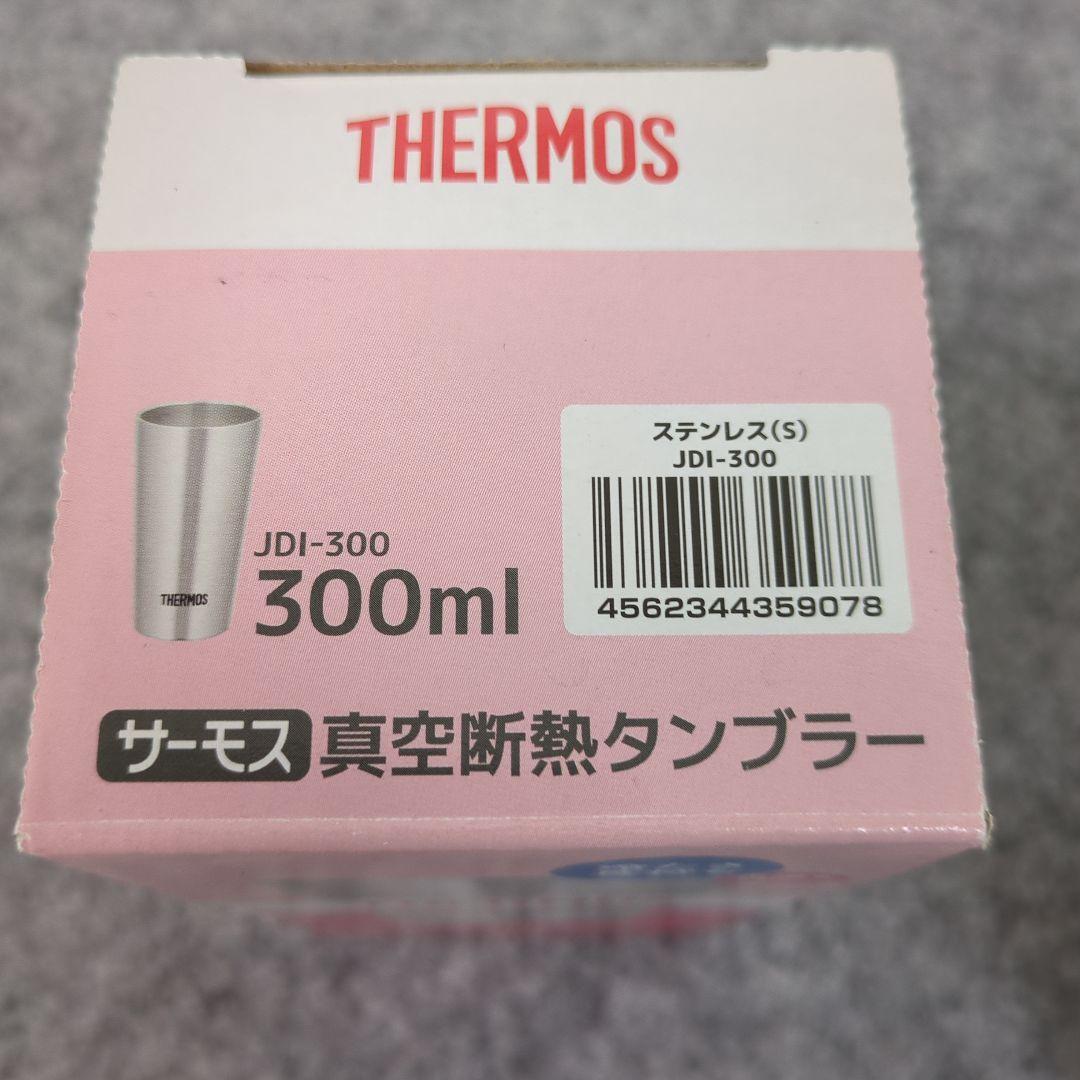 THERMOS
ステンレス(S)
JDI-300
4562344359078
THERMOS
JDI-300
300ml
サーモス 真空断熱タンブラー